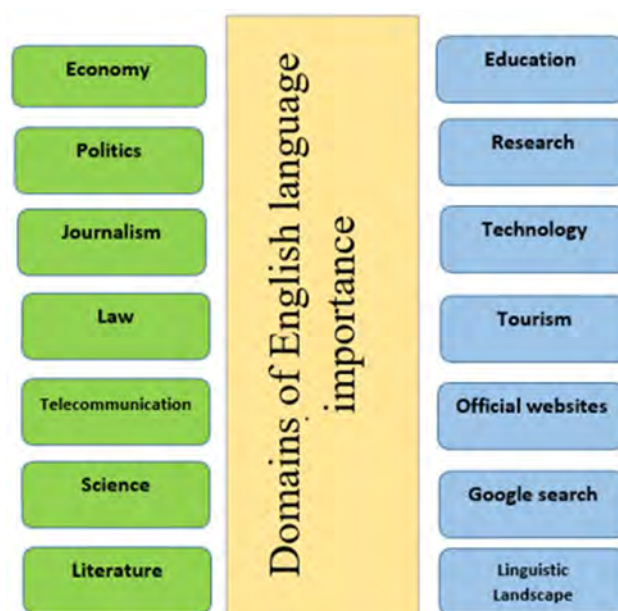 Economy
Politics
Journalism
Law
Telecommunication
Science
Literature
Domains of English language
importance
Education
Research
Technology
Tourism
Official websites
Google search
Linguistic
Landscape